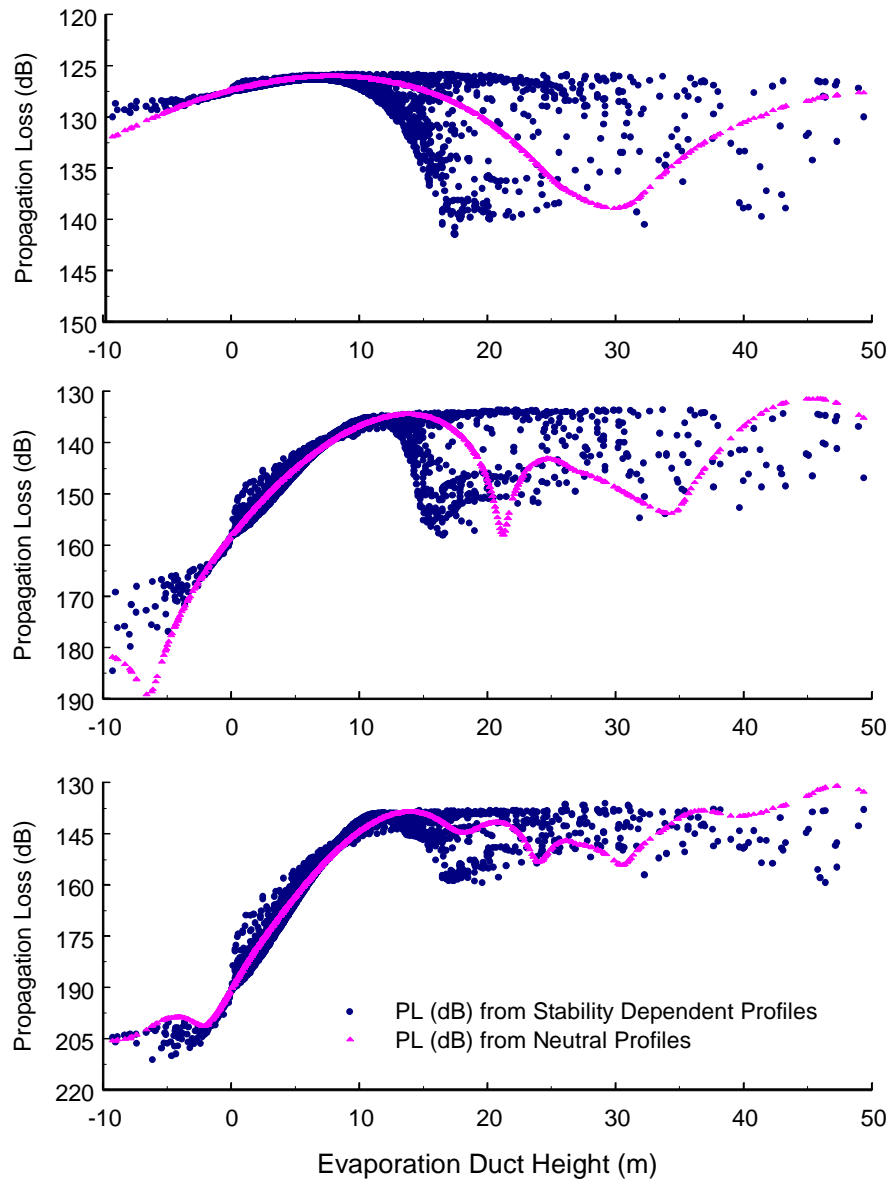 120
125
130
135
140
145
150
Propagation Loss (dB)
-10 0 10 20 30 40 50
130
140
150
160
170
180
190
Propagation Loss (dB)
-10 0 10 20 30 40 50
130
145
160
175
190
205
220
Propagation Loss (dB)
PL (dB) from Stability Dependent Profiles
PL (dB) from Neutral Profiles
-10 0 10 20 30 40 50
Evaporation Duct Height (m)